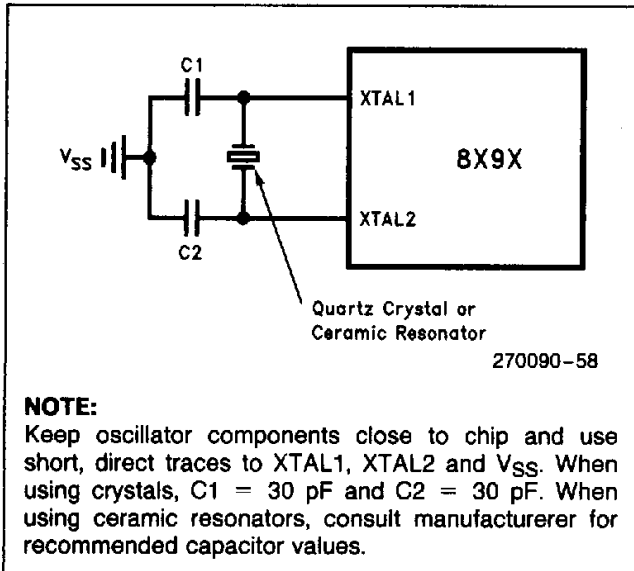 C1
XTAL1
VSS
8X9X
XTAL2
C2
Quartz Crystal or
Ceramic Resonator
270090-58
NOTE:
Keep oscillator components close to chip and use
short, direct traces to XTAL1, XTAL2 and VSS. When
using crystals, C1 = 30 pF and C2 = 30 pF. When
using ceramic resonators, consult manufacturerer for
recommended capacitor values.